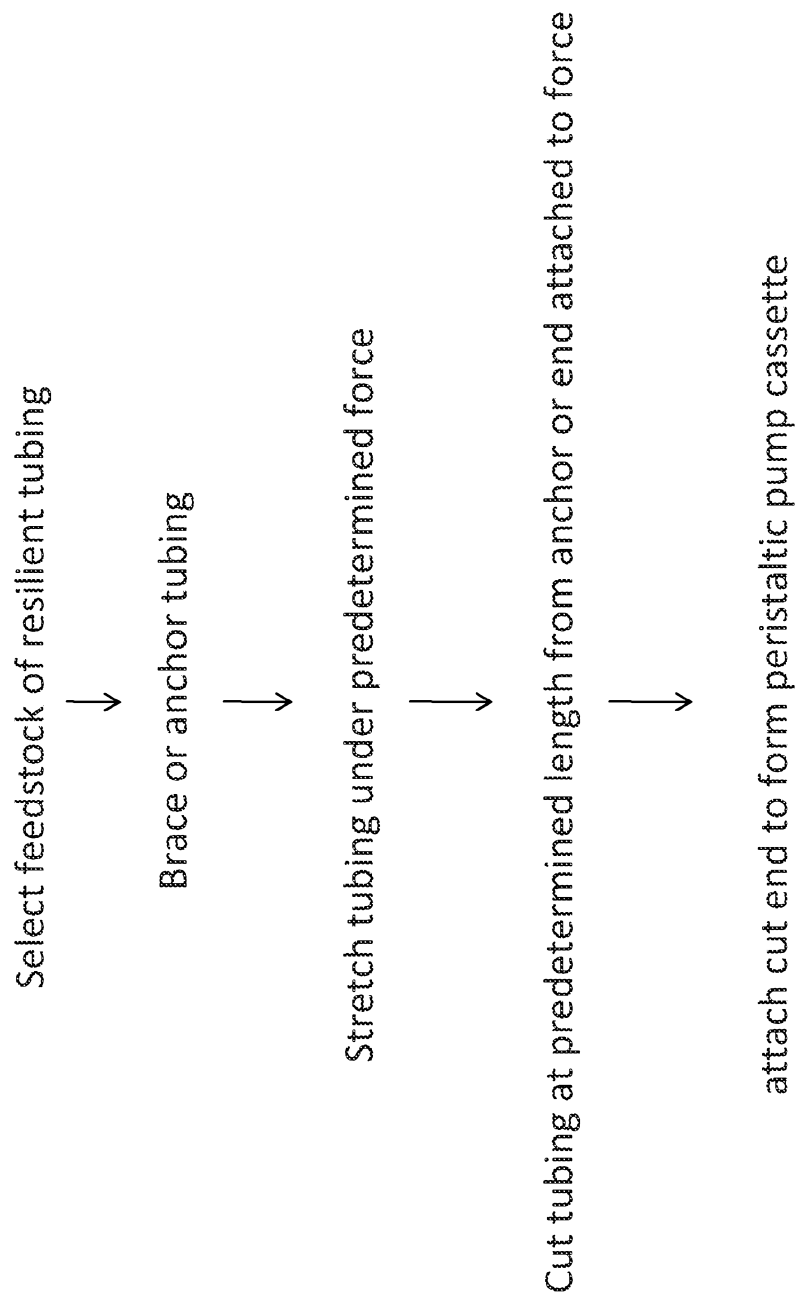 Select feedstock of resilient tubing
Brace or anchor tubing
Stretch tubing under predetermined force
Cut tubing at predetermined length from anchor or end attached to force
attach cut end to form peristaltic pump cassette